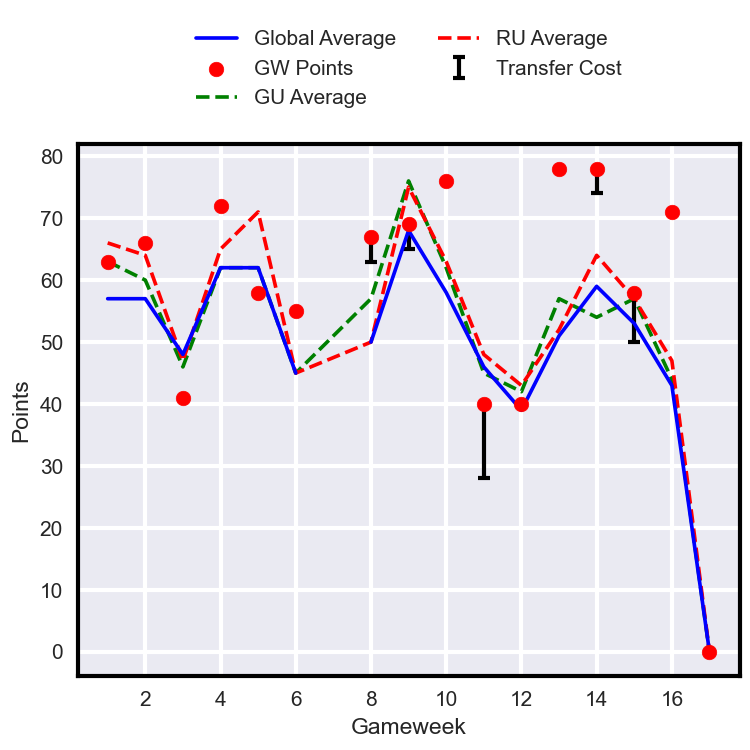 Global Average
GW Points
GU Average
RU Average
Transfer Cost
Points
80
70
60
50
40
30
20
10
0
2 4 6 8 10 12 14 16
Gameweek